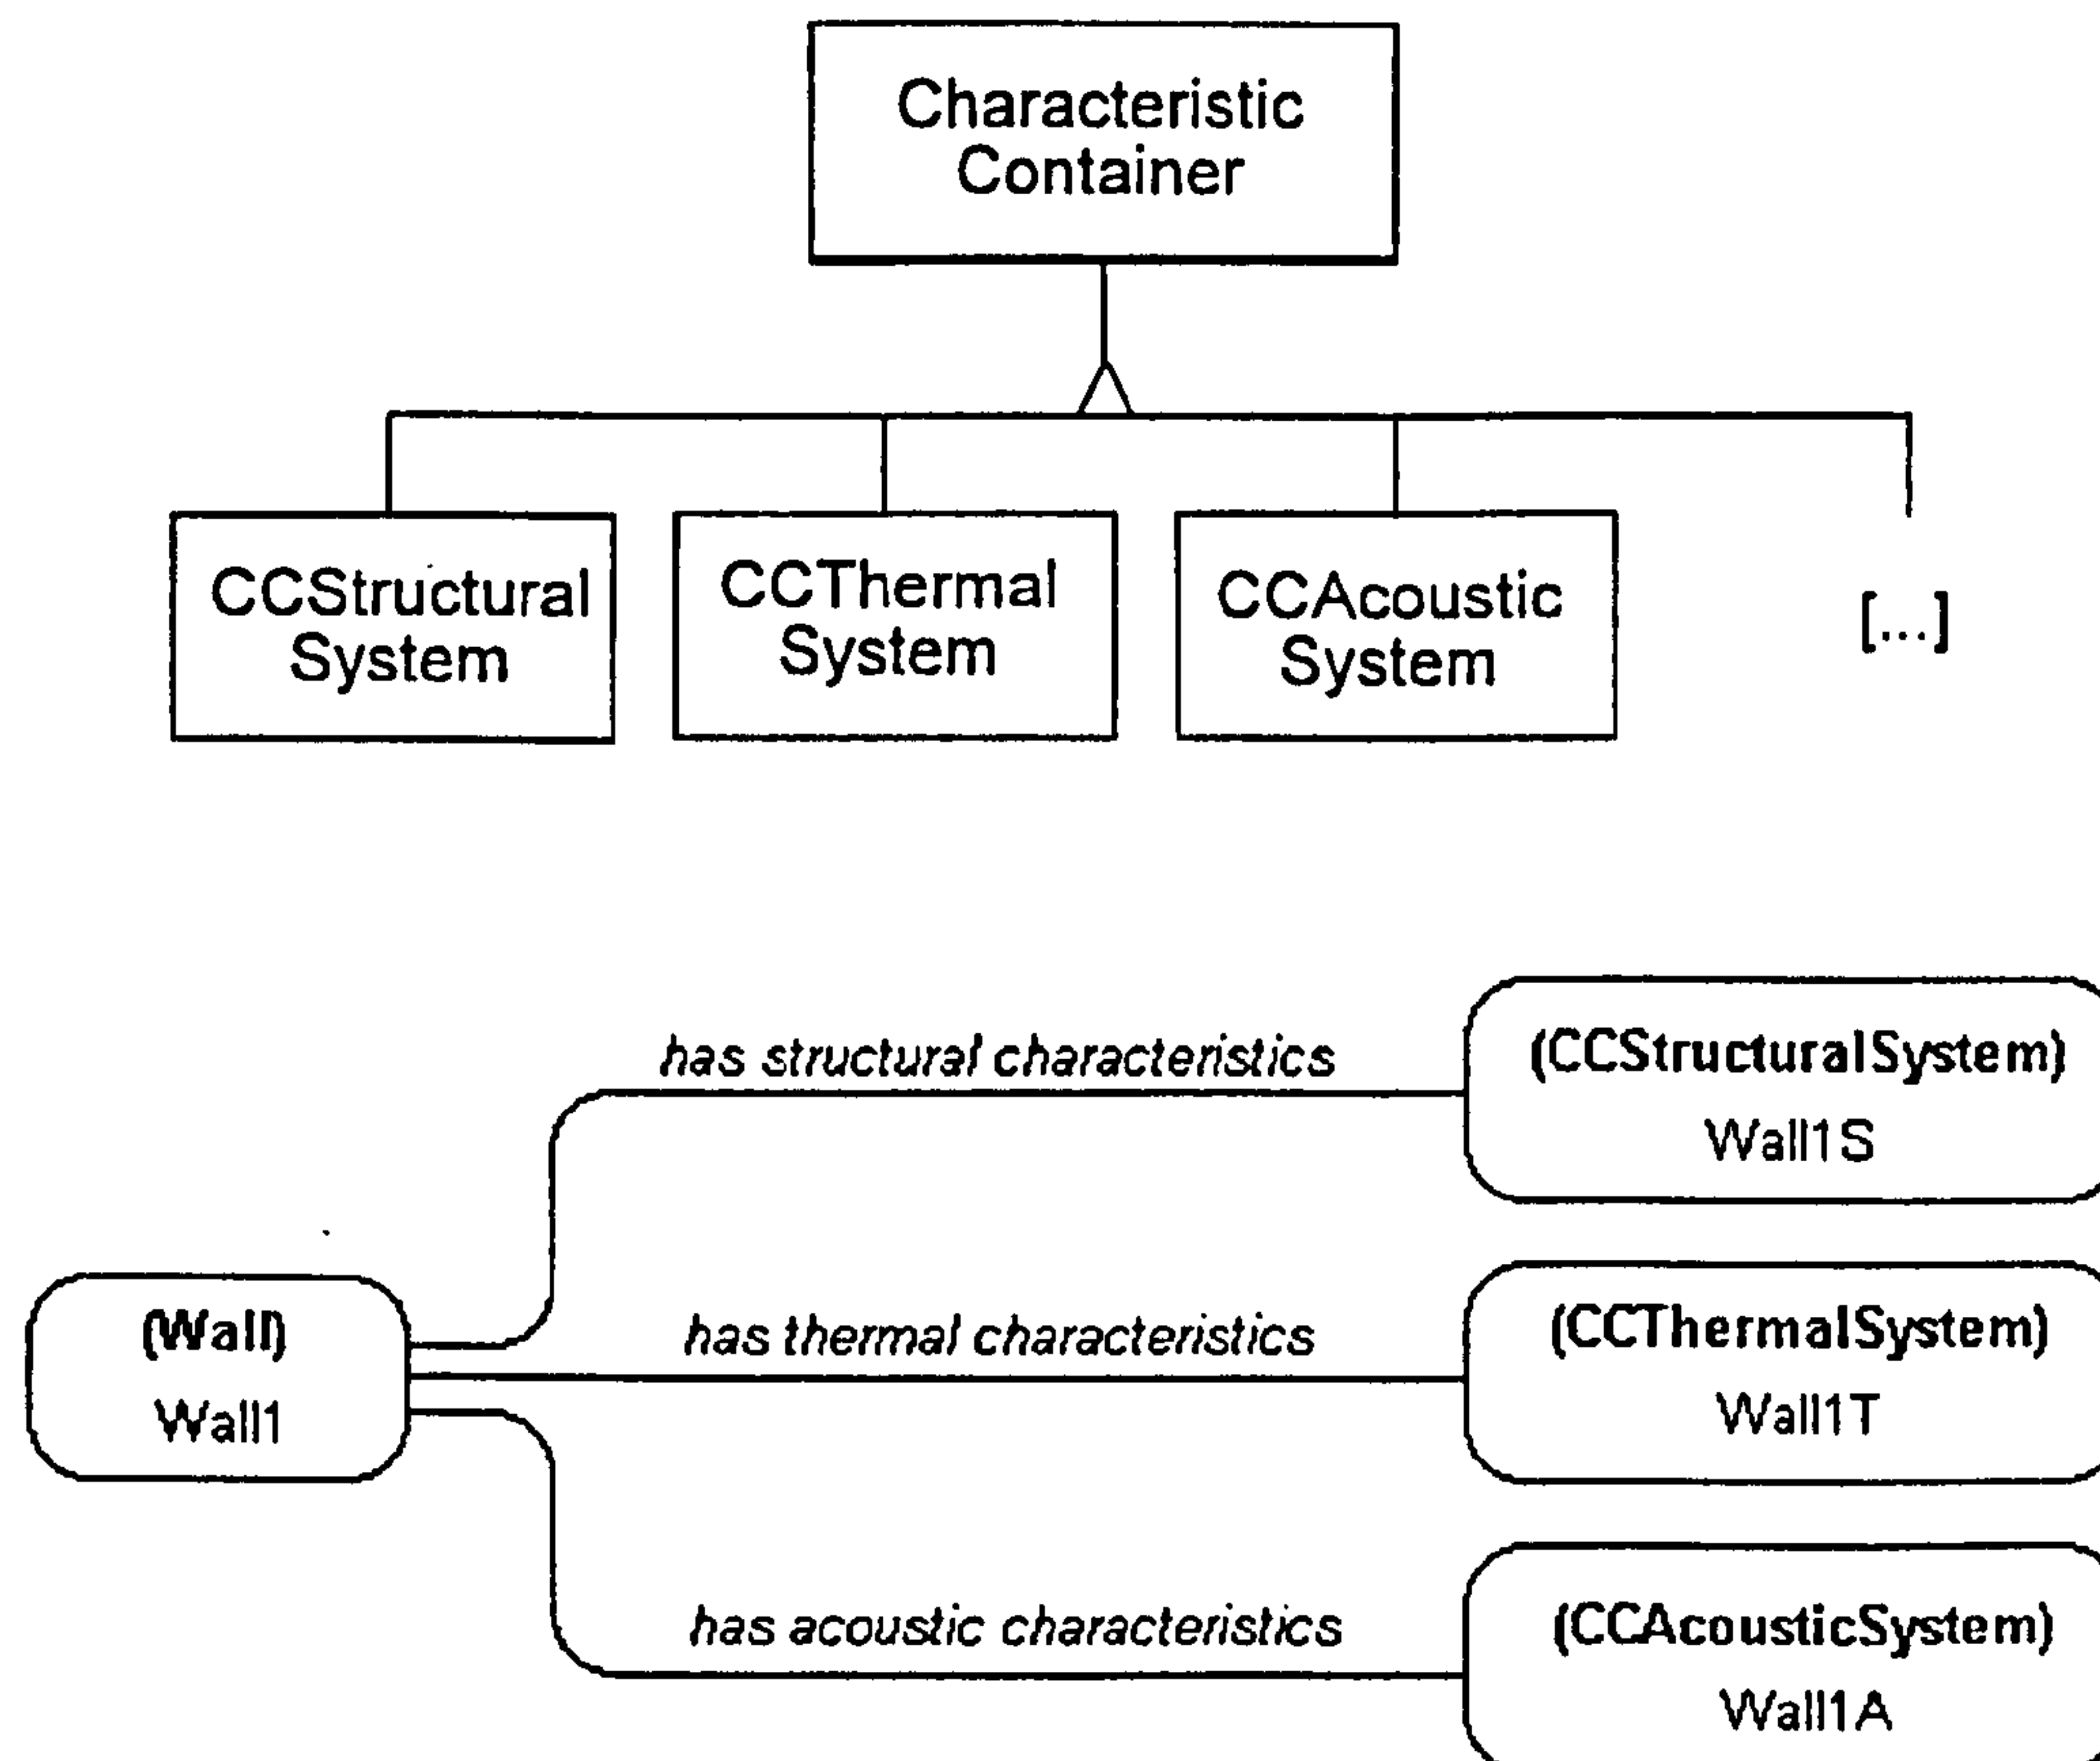 Characteristic
Container
CCStructural
System
CCThermal
System
CCAcoustic
System
[...]
has structural characteristics
(CCStructuralSystem)
Wall1S
(Wall)
Wall1
has thermal characteristics
(CCThermalSystem)
Wall1T
has acoustic characteristics
(CCAcousticSystem)
Wall1A